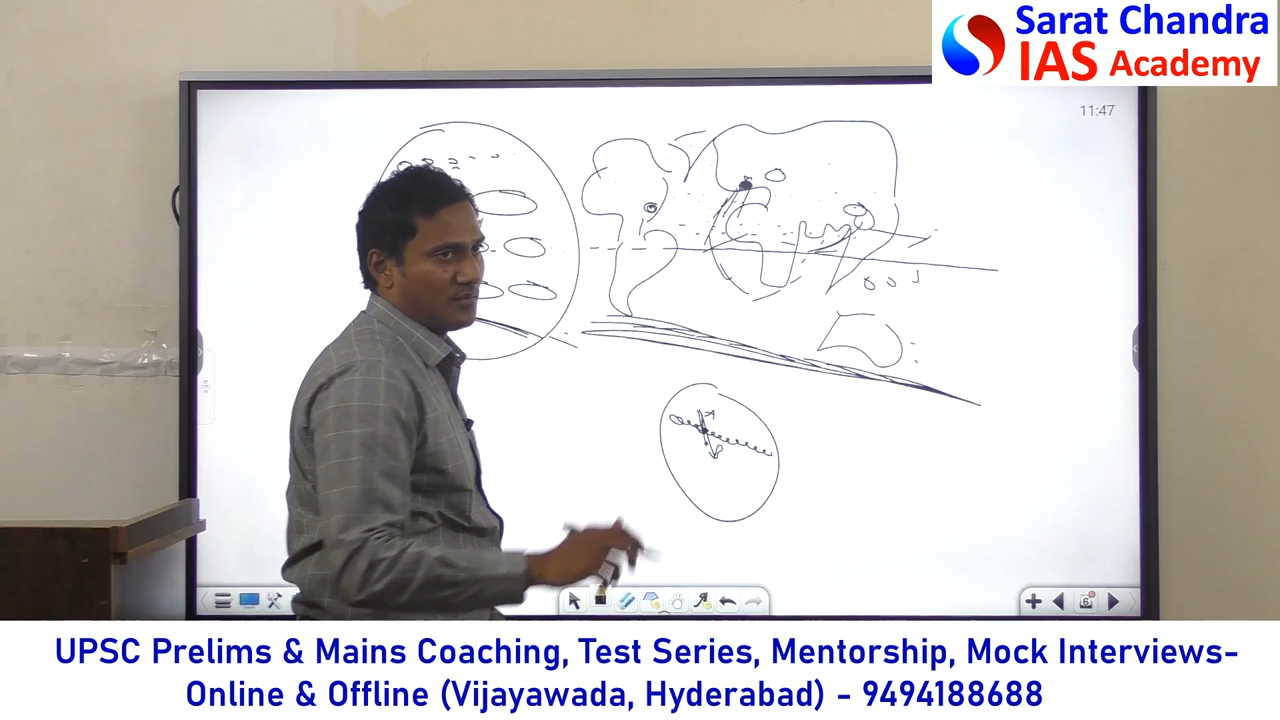 Sarat Chandra
IAS Academy
11:47
UPSC Prelims & Mains Coaching, Test Series, Mentorship, Mock Interviews-
Online & Offline (Vijayawada, Hyderabad) - 9494188688